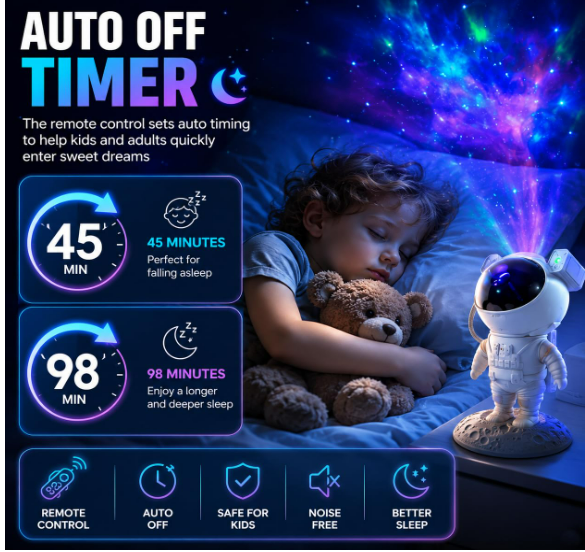 AUTO OFF
TIMER
The remote control sets auto timing
to help kids and adults quickly
enter sweet dreams
45
MIN
z z z
45 MINUTES
Perfect for
falling asleep
98
MIN
z z z
98 MINUTES
Enjoy a longer
and deeper sleep
REMOTE
CONTROL
AUTO
OFF
SAFE FOR
KIDS
NOISE
FREE
BETTER
SLEEP